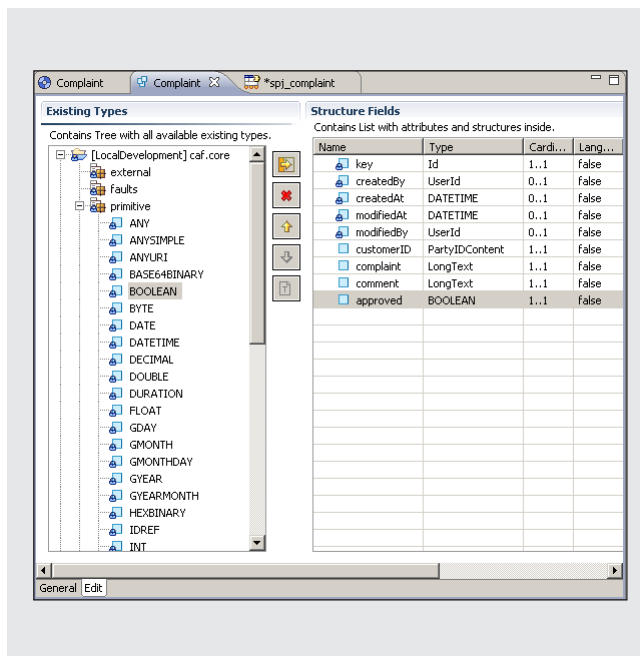 Complaint Complaint *spj_complaint
Existing Types
Contains Tree with all available existing types.
[LocalDevelopment] caf.core
external
faults
primitive
ANY
ANYSIMPLE
ANYURI
BASE64BINARY
BOOLEAN
BYTE
DATE
DATETIME
DECIMAL
DOUBLE
DURATION
FLOAT
GDAY
GMONTH
GMONTHDAY
GYEAR
GYEARMONTH
HEXBINARY
IDREF
INT
Structure Fields
Contains List with attributes and structures inside.
Name Type Cardi... Lang...
key Id 1..1 false
createdBy UserId 0..1 false
createdAt DATETIME 0..1 false
modifiedAt DATETIME 0..1 false
modifiedBy UserId 0..1 false
customerID PartyIDContent 1..1 false
complaint LongText 1..1 false
comment LongText 1..1 false
approved BOOLEAN 1..1 false
General Edit